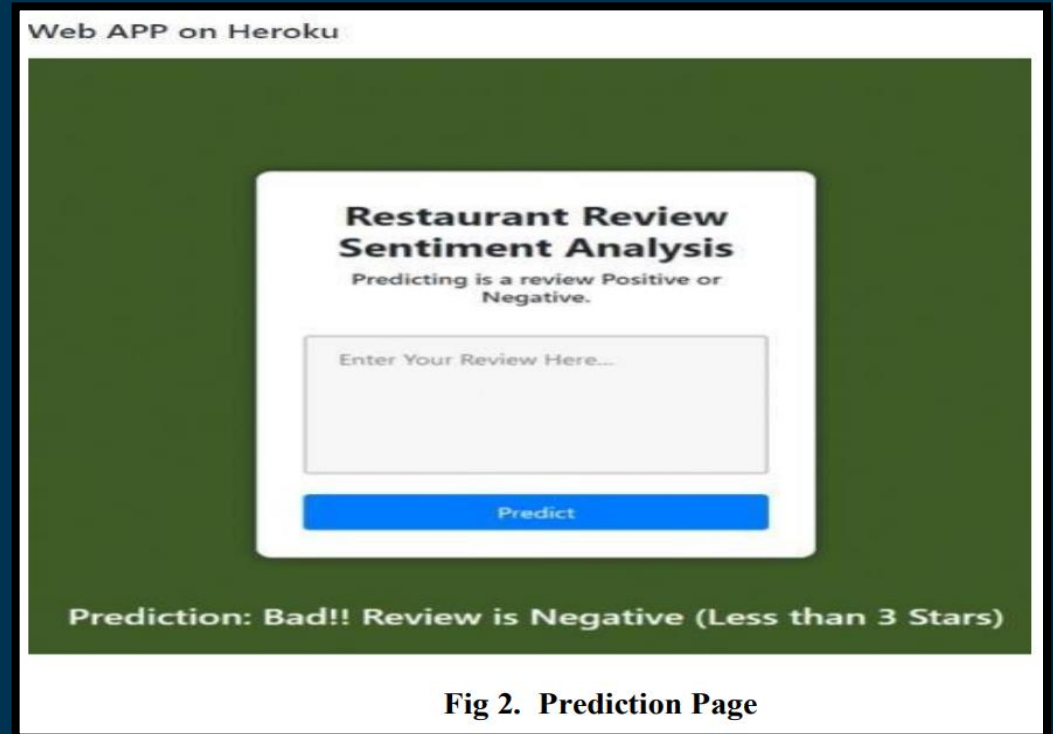 Web APP on Heroku
Restaurant Review
Sentiment Analysis
Predicting is a review Positive or
Negative.
Enter Your Review Here...
Predict
Prediction: Bad!! Review is Negative (Less than 3 Stars)
Fig 2. Prediction Page